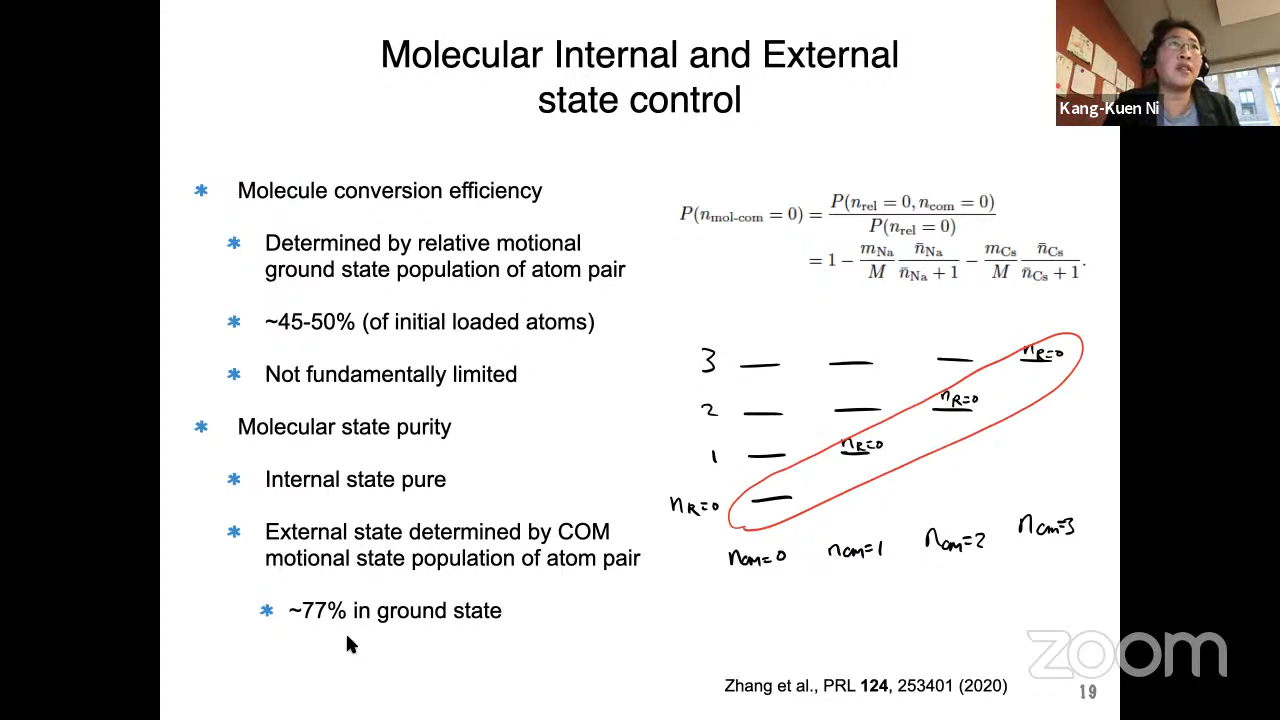 Molecular Internal and External
state control
Kang-Kuen Ni
* Molecule conversion efficiency
* Determined by relative motional
ground state population of atom pair
* ~45-50% (of initial loaded atoms)
* Not fundamentally limited
* Molecular state purity
* Internal state pure
* External state determined by COM
motional state population of atom pair
* ~77% in ground state
P(n_mol-com = 0) = P(n_rel = 0, n_com = 0) / P(n_rel = 0)
= 1 − m_Na/M n̄_Na/(n̄_Na + 1) − m_Cs/M n̄_Cs/(n̄_Cs + 1).
3 n_R=0
2 n_R=0
1 n_R=0
n_R=0
n_cm=0 n_cm=1 n_cm=2 n_cm=3
zoom
Zhang et al., PRL 124, 253401 (2020)
19